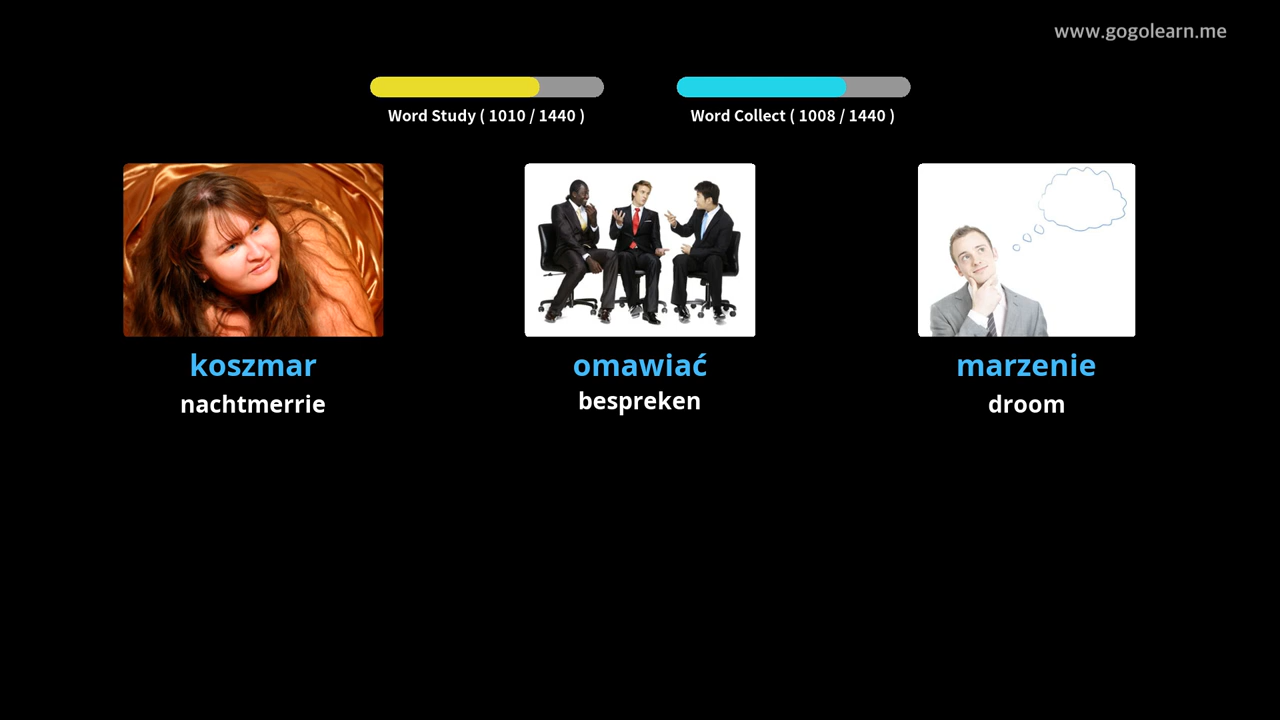 www.gogolearn.me
Word Study ( 1010 / 1440 )
Word Collect ( 1008 / 1440 )
koszmar
omawiać
marzenie
nachtmerrie
bespreken
droom